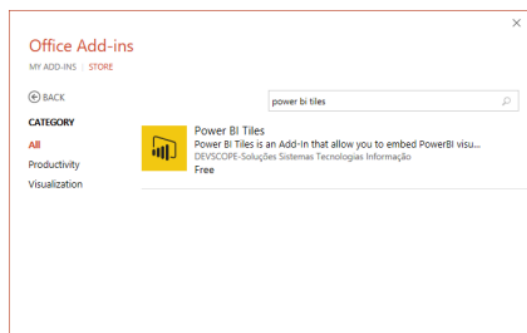 Office Add-ins
MY ADD-INS | STORE
BACK
power bi tiles
CATEGORY
All
Productivity
Visualization
Power BI Tiles
Power BI Tiles is an Add-In that allow you to embed PowerBI visu...
DEVSCOPE-Soluções Sistemas Tecnologias Informação
Free